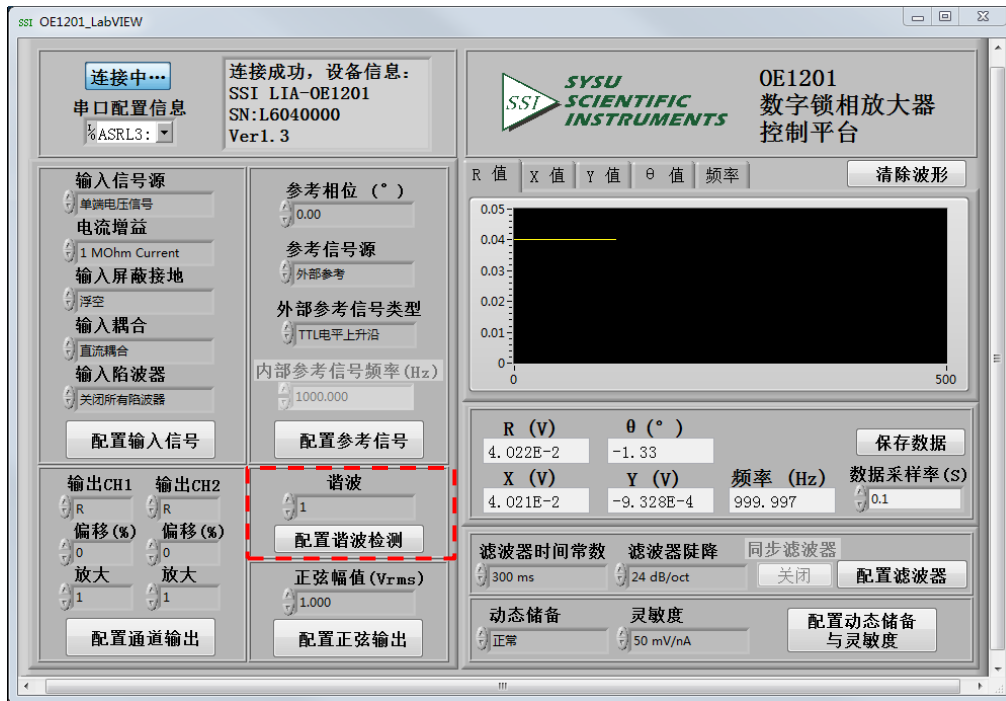 SSI OE1201_LabVIEW
连接中···
串口配置信息
ASRL3:
连接成功，设备信息：
SSI LIA-OE1201
SN:L6040000
Ver1.3
SSI
SYSU
SCIENTIFIC
INSTRUMENTS
OE1201
数字锁相放大器
控制平台
输入信号源
单端电压信号
电流增益
1 MOhm Current
输入屏蔽接地
浮空
输入耦合
直流耦合
输入陷波器
关闭所有陷波器
配置输入信号
参考相位 (°)
0.00
参考信号源
外部参考
外部参考信号类型
TTL电平上升沿
内部参考信号频率(Hz)
1000.000
配置参考信号
输出CH1 输出CH2
R R
偏移(%) 偏移(%)
0 0
放大 放大
1 1
配置通道输出
谐波
1
配置谐波检测
正弦幅值(Vrms)
1.000
配置正弦输出
R 值 X 值 Y 值 θ 值 频率
清除波形
0.05
0.04
0.03
0.02
0.01
0
0 500
R (V) θ (°)
4.022E-2 -1.33
保存数据
X (V) Y (V) 频率 (Hz) 数据采样率(S)
4.021E-2 -9.328E-4 999.997 0.1
滤波器时间常数 滤波器陡降 同步滤波器
300 ms 24 dB/oct 关闭 配置滤波器
动态储备 灵敏度
正常 50 mV/nA
配置动态储备
与灵敏度